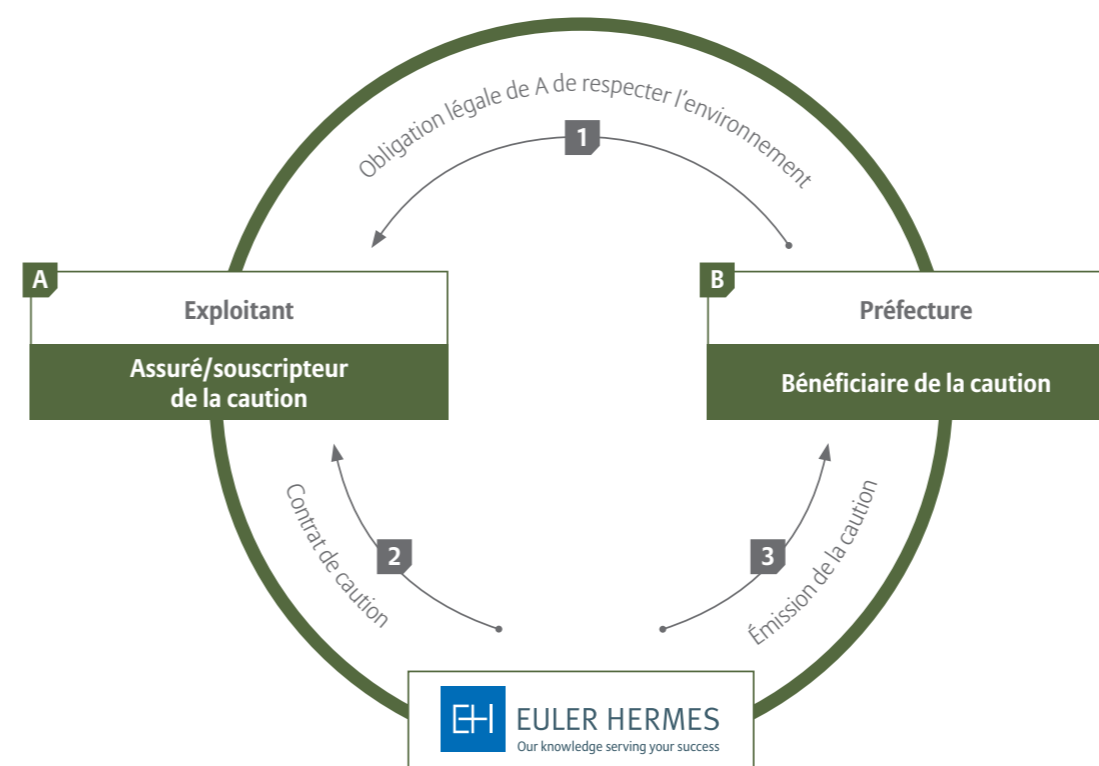 Obligation légale de A de respecter l'environnement
1
A
Exploitant
Assuré/souscripteur
de la caution
B
Préfecture
Bénéficiaire de la caution
Contrat de caution
2
3
Émission de la caution
EH EULER HERMES
Our knowledge serving your success